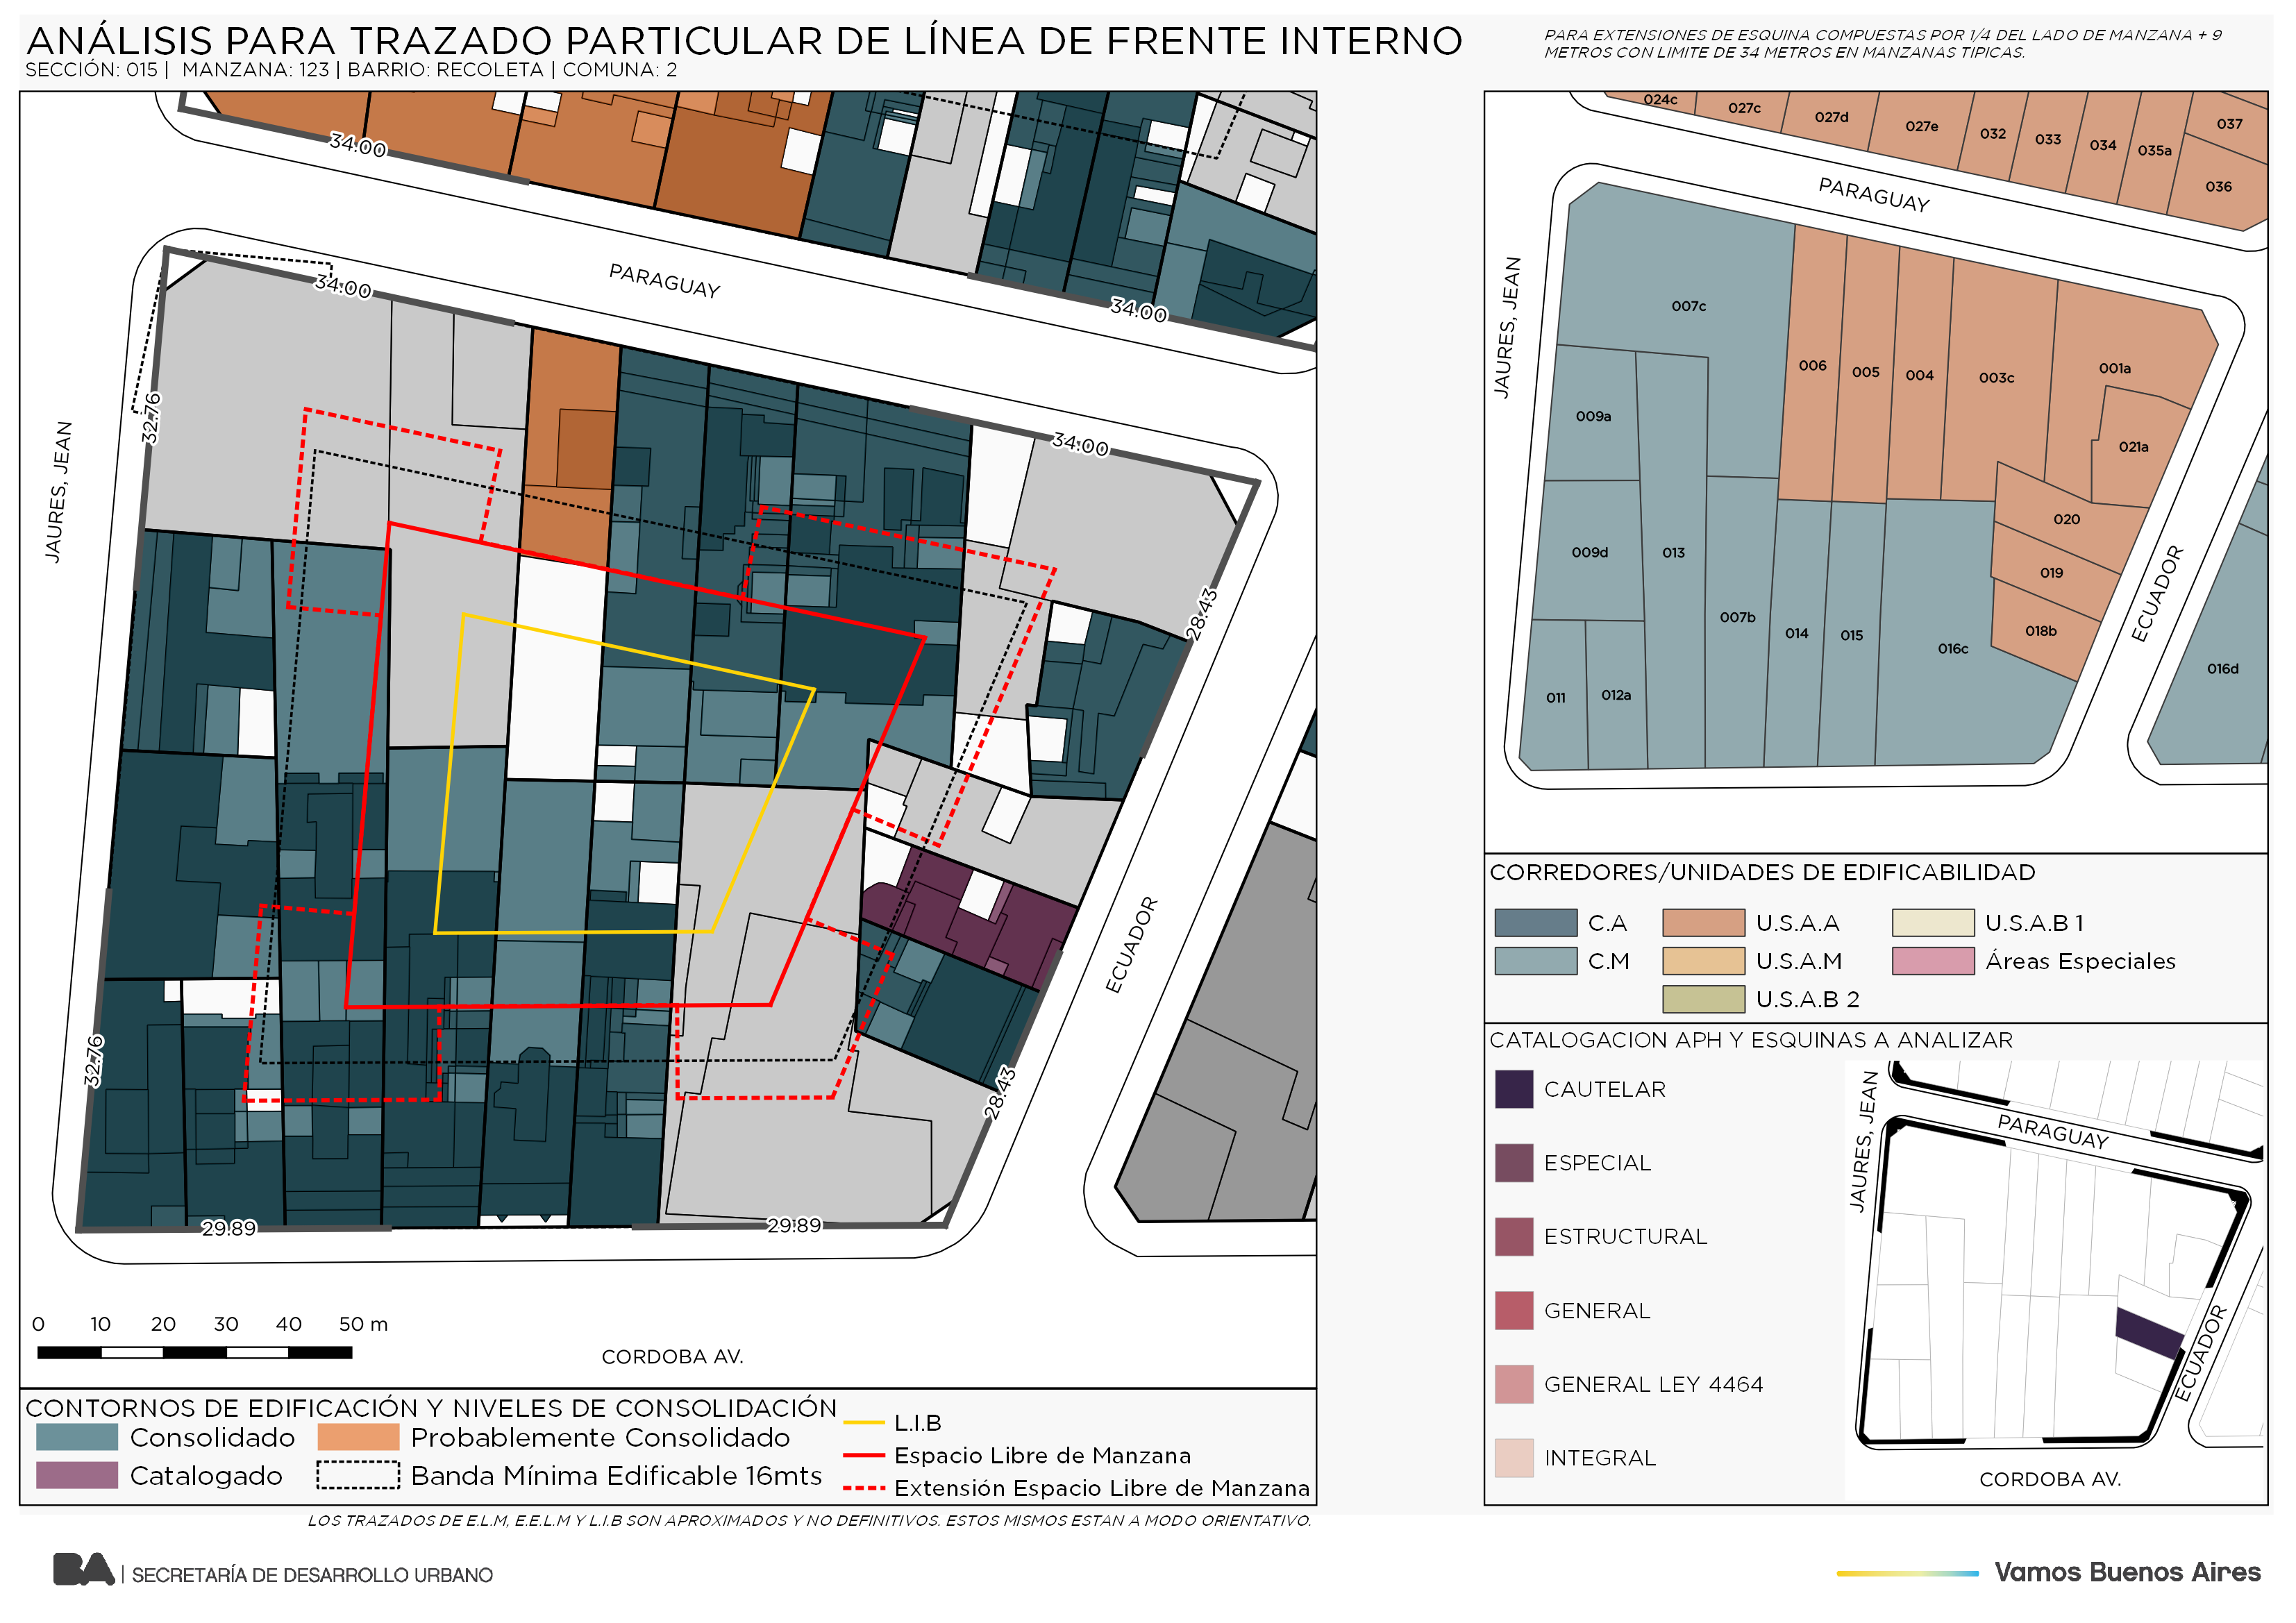 ANÁLISIS PARA TRAZADO PARTICULAR DE LÍNEA DE FRENTE INTERNO
SECCIÓN: 015 | MANZANA: 123 | BARRIO: RECOLETA | COMUNA: 2
PARA EXTENSIONES DE ESQUINA COMPUESTAS POR 1/4 DEL LADO DE MANZANA + 9
METROS CON LIMITE DE 34 METROS EN MANZANAS TIPICAS.
34.00
PARAGUAY
34.00
34.00
34.00
32.76
JAURES, JEAN
28.43
ECUADOR
32.76
28.43
29.89
29.89
0 10 20 30 40 50 m
CORDOBA AV.
CONTORNOS DE EDIFICACIÓN Y NIVELES DE CONSOLIDACIÓN
Consolidado
Probablemente Consolidado
Catalogado
Banda Mínima Edificable 16mts
L.I.B
Espacio Libre de Manzana
Extensión Espacio Libre de Manzana
024c
027c
027d
027e
032
033
034
035a
037
036
PARAGUAY
JAURES, JEAN
007c
006
005
004
003c
001a
021a
009a
009d
013
020
019
018b
007b
014
015
016c
011
012a
ECUADOR
016d
CORREDORES/UNIDADES DE EDIFICABILIDAD
C.A
U.S.A.A
U.S.A.B 1
C.M
U.S.A.M
Áreas Especiales
U.S.A.B 2
CATALOGACION APH Y ESQUINAS A ANALIZAR
CAUTELAR
ESPECIAL
ESTRUCTURAL
GENERAL
GENERAL LEY 4464
INTEGRAL
JAURES, JEAN
PARAGUAY
ECUADOR
CORDOBA AV.
LOS TRAZADOS DE E.L.M, E.E.L.M Y L.I.B SON APROXIMADOS Y NO DEFINITIVOS. ESTOS MISMOS ESTAN A MODO ORIENTATIVO.
BA | SECRETARÍA DE DESARROLLO URBANO
Vamos Buenos Aires